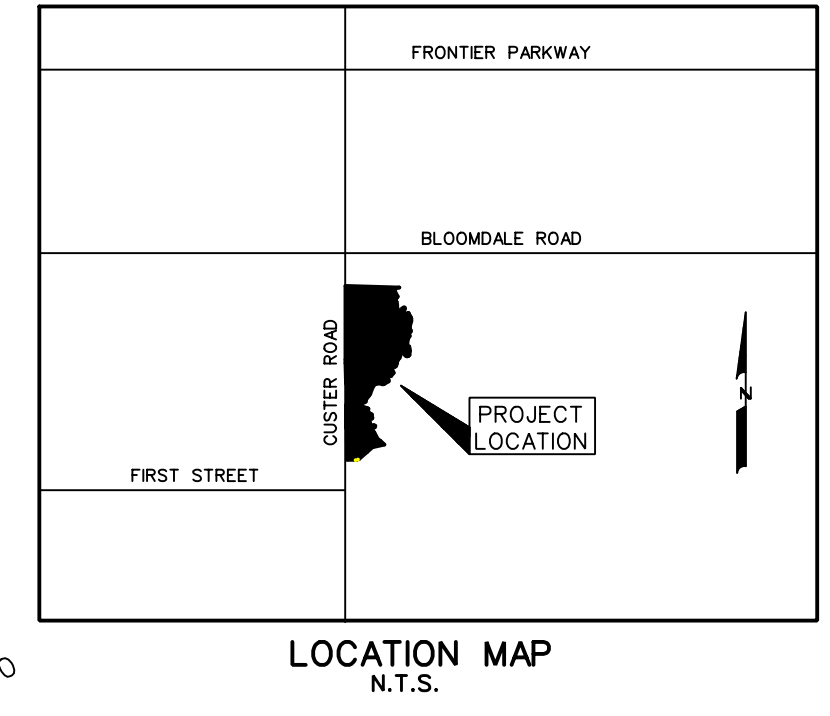 FRONTIER PARKWAY
BLOOMDALE ROAD
CUSTER ROAD
N
PROJECT
LOCATION
FIRST STREET
LOCATION MAP
N.T.S.